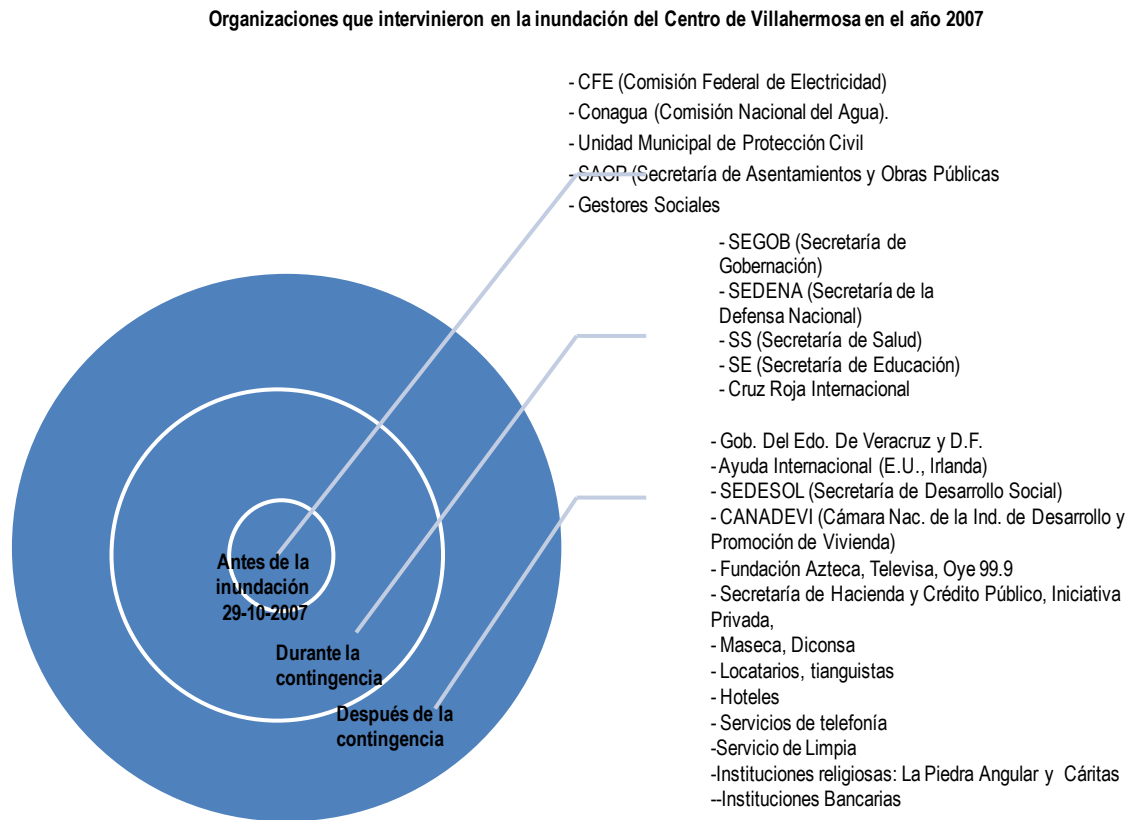 Organizaciones que intervinieron en la inundación del Centro de Villahermosa en el año 2007
- CFE (Comisión Federal de Electricidad)
- Conagua (Comisión Nacional del Agua).
- Unidad Municipal de Protección Civil
- SAOP (Secretaría de Asentamientos y Obras Públicas
- Gestores Sociales
- SEGOB (Secretaría de
Gobernación)
- SEDENA (Secretaría de la
Defensa Nacional)
- SS (Secretaría de Salud)
- SE (Secretaría de Educación)
- Cruz Roja Internacional
- Gob. Del Edo. De Veracruz y D.F.
-Ayuda Internacional (E.U., Irlanda)
- SEDESOL (Secretaría de Desarrollo Social)
- CANADEVI (Cámara Nac. de la Ind. de Desarrollo y
Promoción de Vivienda)
- Fundación Azteca, Televisa, Oye 99.9
- Secretaría de Hacienda y Crédito Público, Iniciativa
Privada,
- Maseca, Diconsa
- Locatarios, tianguistas
- Hoteles
- Servicios de telefonía
-Servicio de Limpia
-Instituciones religiosas: La Piedra Angular y Cáritas
--Instituciones Bancarias
Antes de la
inundación
29-10-2007
Durante la
contingencia
Después de la
contingencia